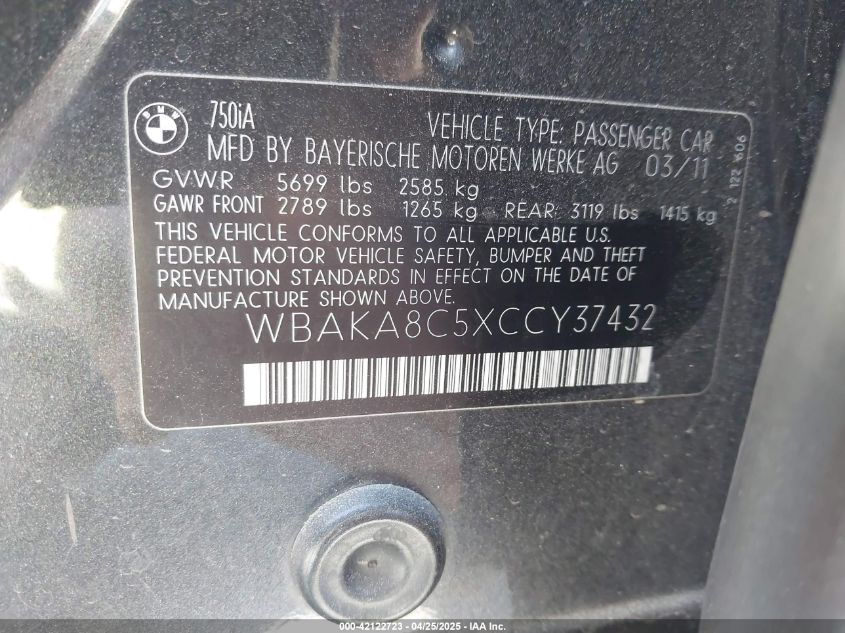 BMW
750iA
VEHICLE TYPE: PASSENGER CAR
MFD BY BAYERISCHE MOTOREN WERKE AG 03/11
GVWR 5699 lbs 2585 kg
GAWR FRONT 2789 lbs 1265 kg REAR: 3119 lbs 1415 kg
THIS VEHICLE CONFORMS TO ALL APPLICABLE U.S.
FEDERAL MOTOR VEHICLE SAFETY, BUMPER AND THEFT
PREVENTION STANDARDS IN EFFECT ON THE DATE OF
MANUFACTURE SHOWN ABOVE.
WBAKA8C5XCCY37432
2 122 606
000-42122723 - 04/25/2025 - IAA Inc.